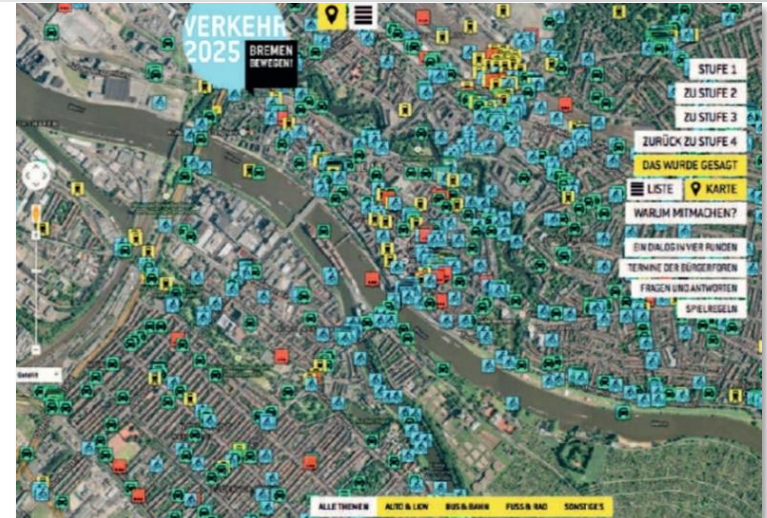 VERKEHR
2025
BREMEN
BEWEGEN!
STUFE 1
ZU STUFE 2
ZU STUFE 3
ZURÜCK ZU STUFE 4
DAS WURDE GESAGT
LISTE
KARTE
WARUM MITMACHEN?
EIN DIALOG IN VIER RUNDEN
TERMINE DER BÜRGERFOREN
FRAGEN UND ANTWORTEN
SPIELREGELN
ALLE THEMEN
AUTO & LKW
BUS & BAHN
FUSS & RAD
SONSTIGES